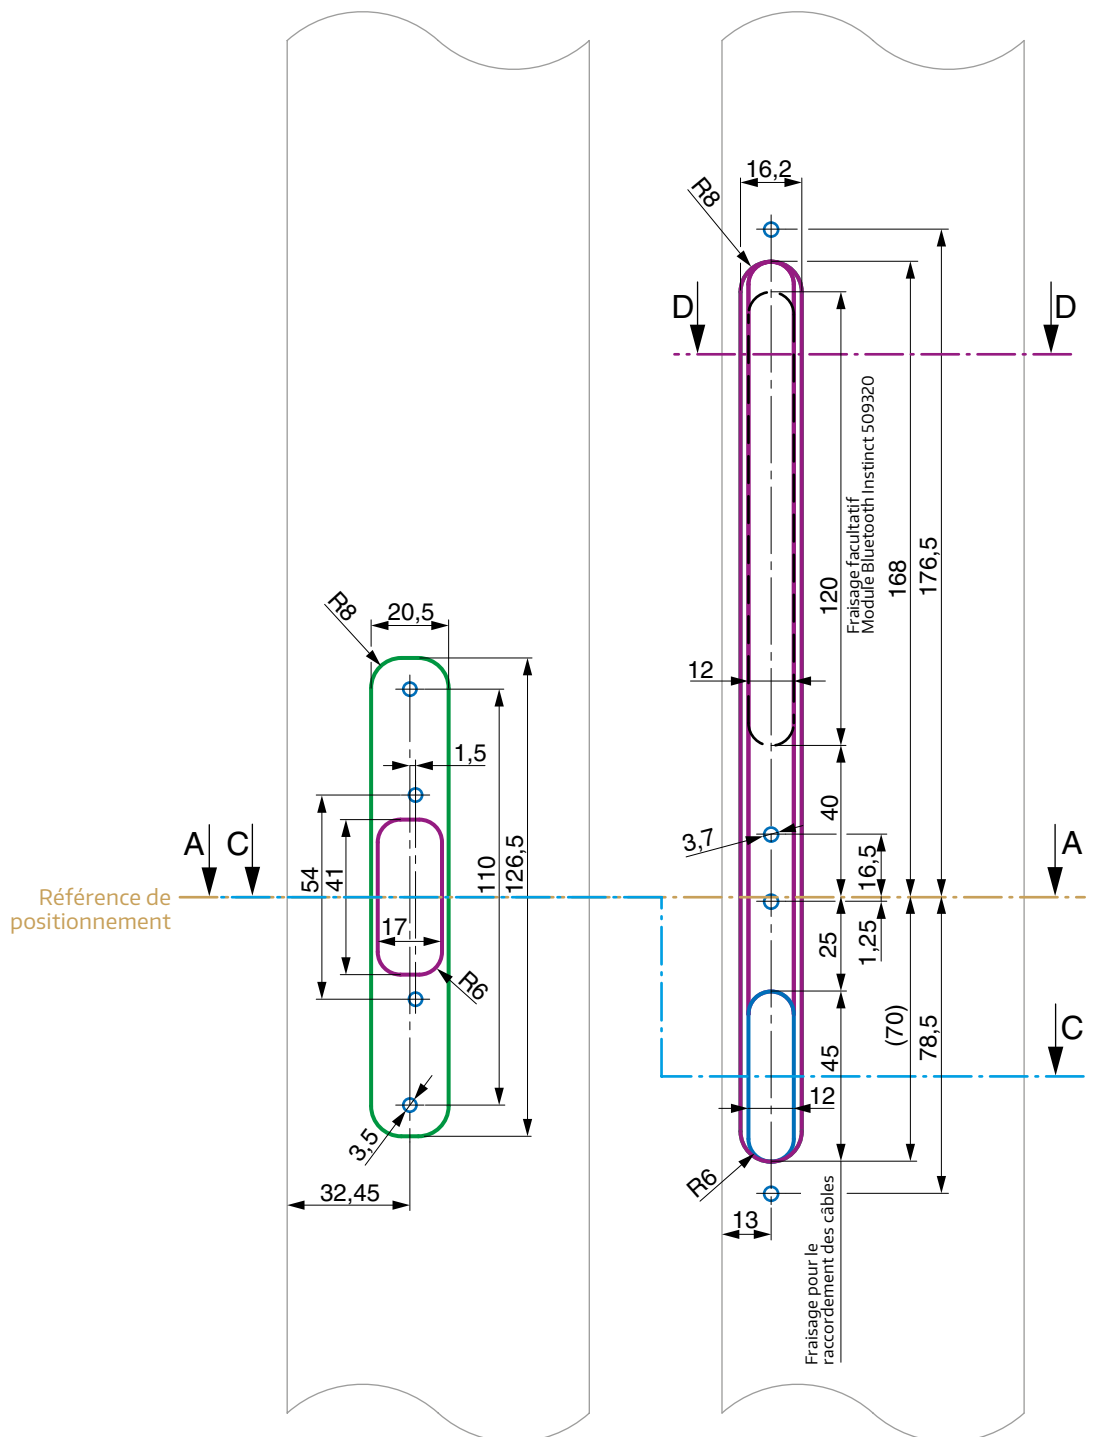 16,2
R8
D
D
Fraisage facultatif
Module Bluetooth Instinct 509320
120
168
176,5
R8
20,5
12
1,5
40
3,7
16,5
A
C
A
54
41
110
126,5
Référence de
positionnement
17
R6
25
1,25
(70)
78,5
C
45
12
3,5
R6
32,45
13
Fraisage pour le
raccordement des câbles